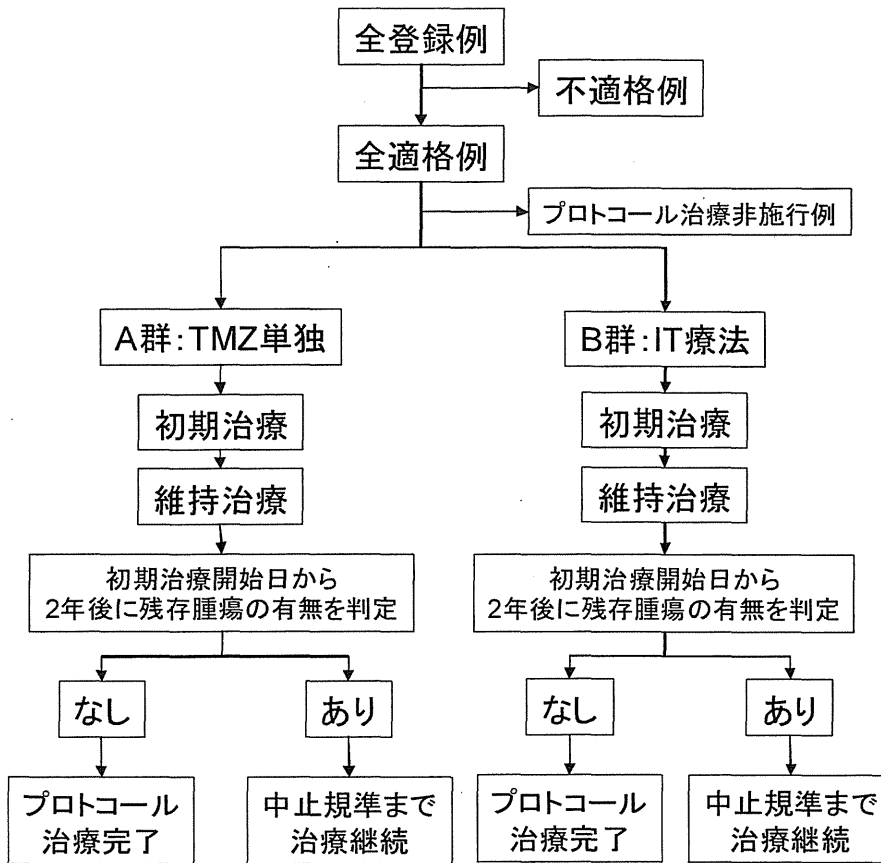 全登録例
不適格例
全適格例
プロトコール治療非施行例
A群:TMZ単独
初期治療
維持治療
初期治療開始日から
2年後に残存腫瘍の有無を判定
なし
あり
プロトコール
治療完了
中止規準まで
治療継続
B群:IT療法
初期治療
維持治療
初期治療開始日から
2年後に残存腫瘍の有無を判定
なし
あり
プロトコール
治療完了
中止規準まで
治療継続